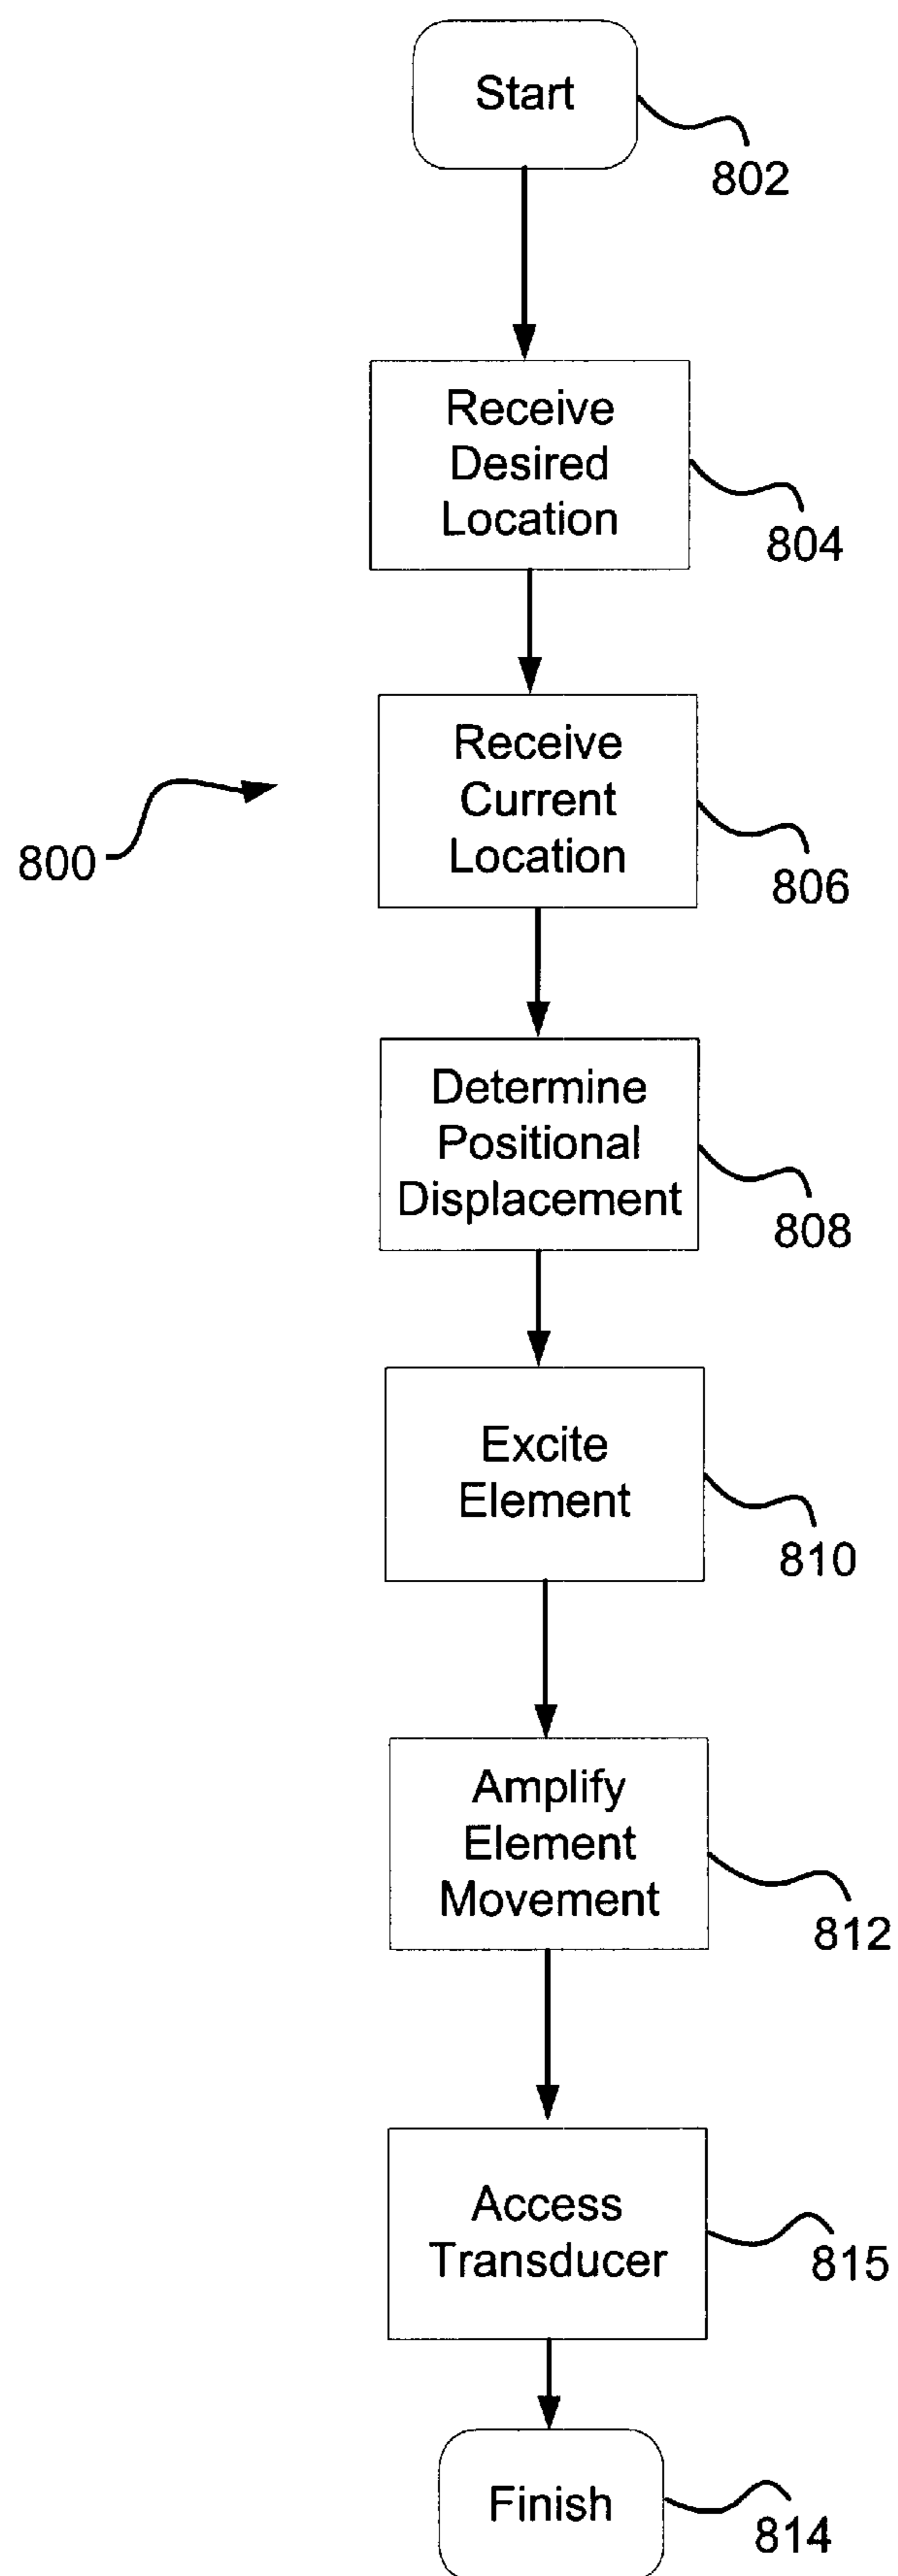 Start
802
Receive
Desired
Location
804
Receive
Current
Location
806
800
Determine
Positional
Displacement
808
Excite
Element
810
Amplify
Element
Movement
812
Access
Transducer
815
Finish
814